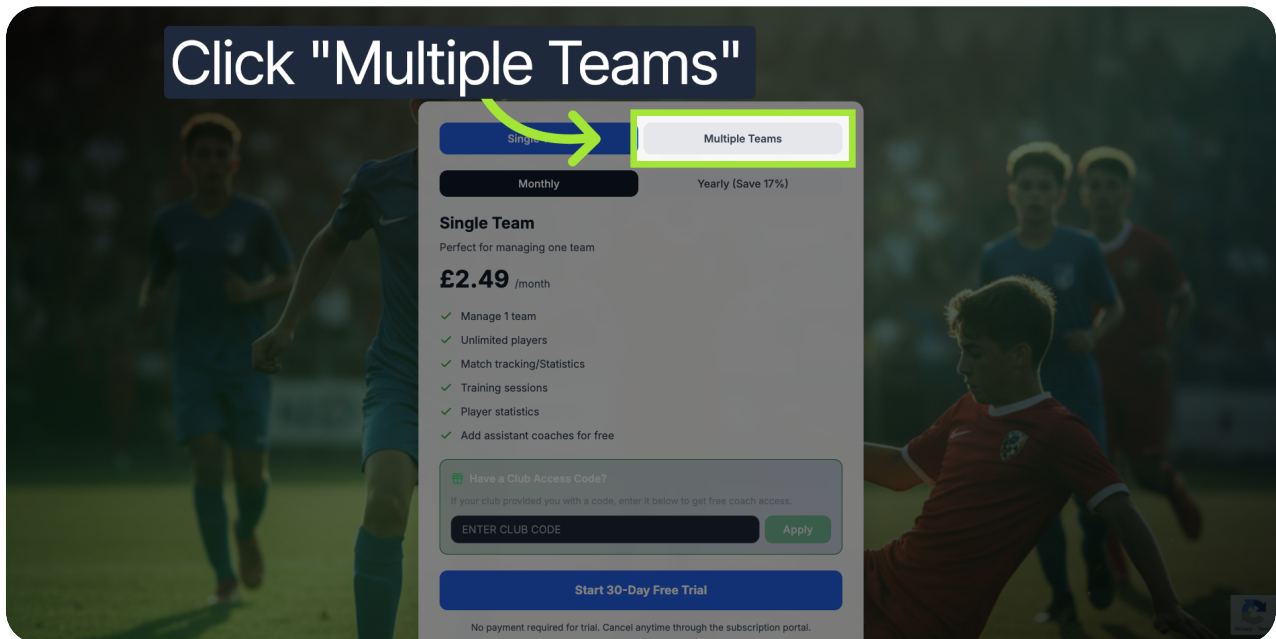 Click "Multiple Teams"
Multiple Teams
Monthly
Yearly (Save 17%)
Single Team
Perfect for managing one team
£2.49 /month
Manage 1 team
Unlimited players
Match tracking/Statistics
Training sessions
Player statistics
Add assistant coaches for free
Have a Club Access Code?
If your club provided you with a code, enter it below to get free coach access.
ENTER CLUB CODE
Apply
Start 30-Day Free Trial
No payment required for trial. Cancel anytime through the subscription portal.